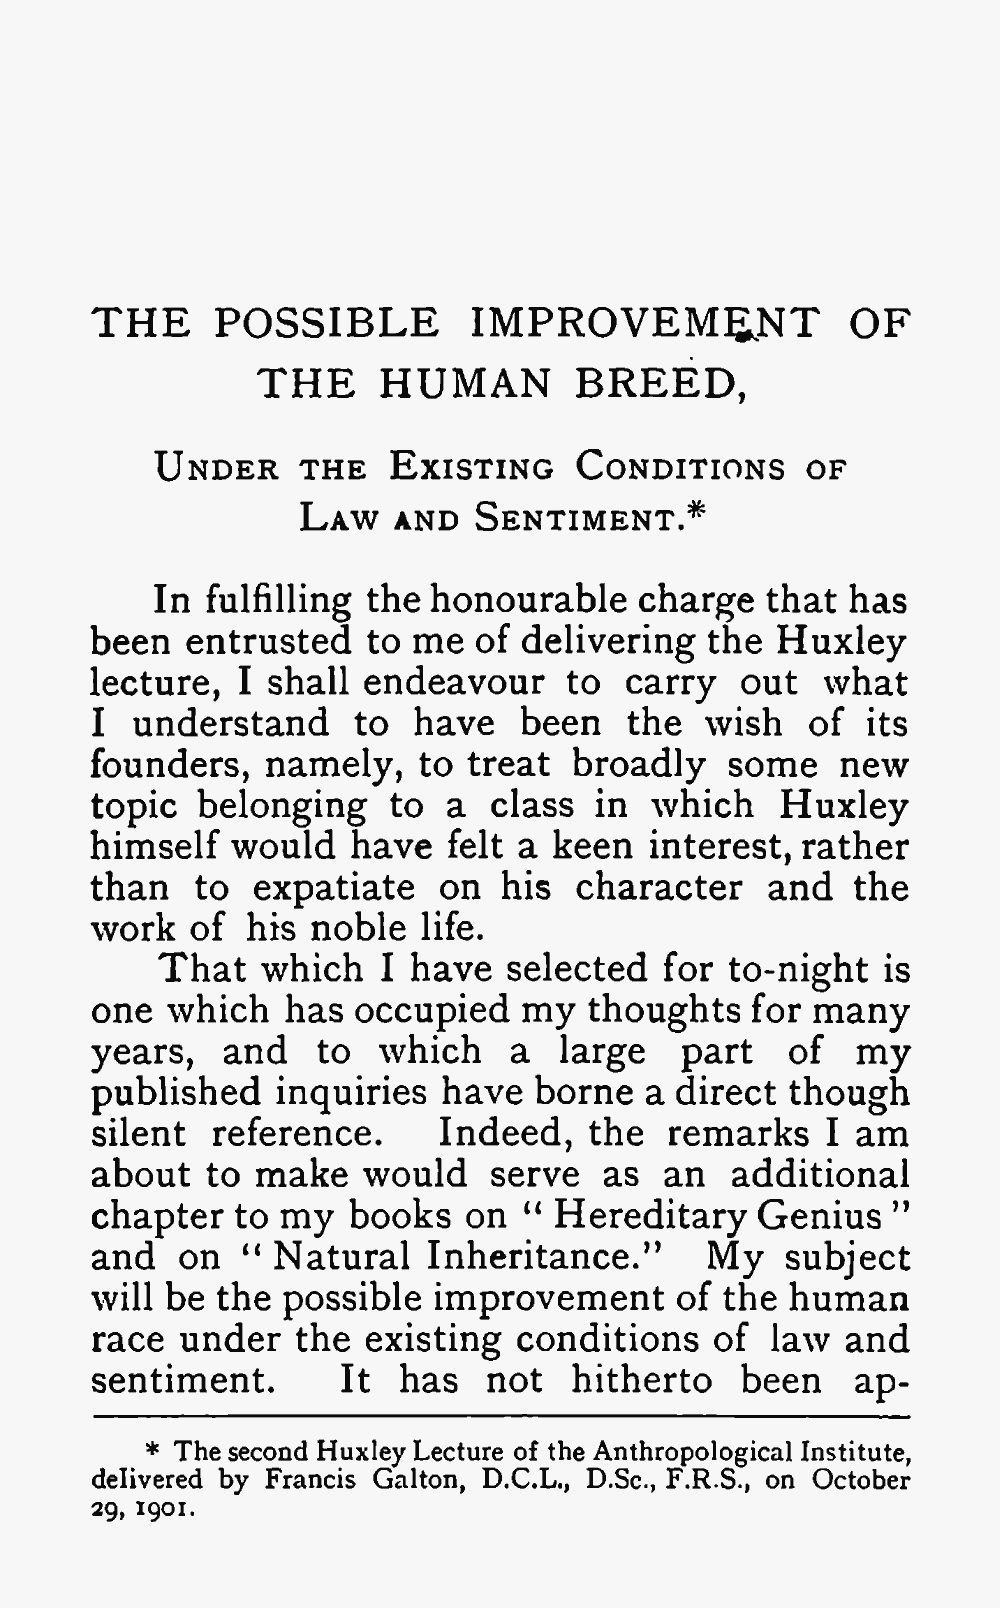 THE POSSIBLE IMPROVEMENT OF
THE HUMAN BREED,
Under the Existing Conditions of
Law and Sentiment.*
In fulfilling the honourable charge that has
been entrusted to me of delivering the Huxley
lecture, I shall endeavour to carry out what
I understand to have been the wish of its
founders, namely, to treat broadly some new
topic belonging to a class in which Huxley
himself would have felt a keen interest, rather
than to expatiate on his character and the
work of his noble life.
That which I have selected for to-night is
one which has occupied my thoughts for many
years, and to which a large part of my
published inquiries have borne a direct though
silent reference. Indeed, the remarks I am
about to make would serve as an additional
chapter to my books on “ Hereditary Genius ”
and on “ Natural Inheritance.” My subject
will be the possible improvement of the human
race under the existing conditions of law and
sentiment. It has not hitherto been ap-
* The second Huxley Lecture of the Anthropological Institute,
delivered by Francis Galton, D.C.L., D.Sc., F.R.S., on October
29, 1901.